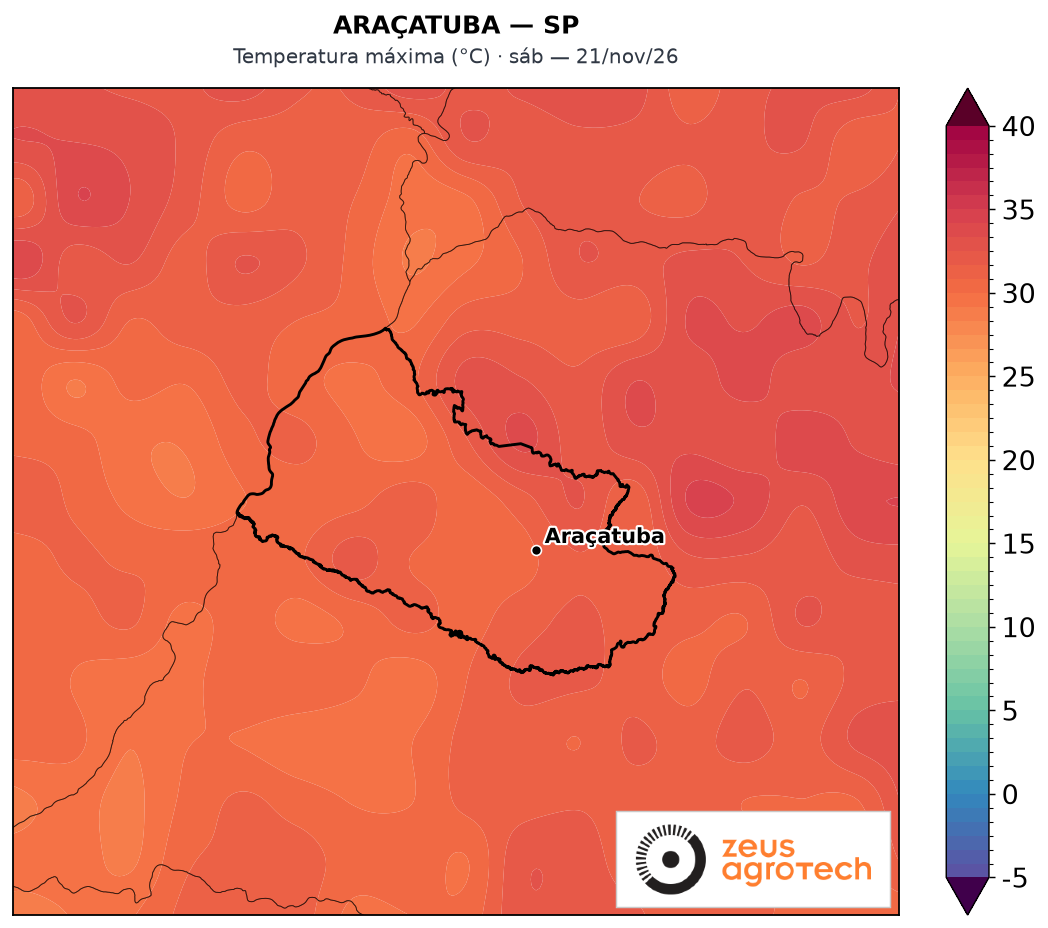 ARAÇATUBA — SP
Temperatura máxima (°C) · sáb — 21/nov/26
40
35
30
25
20
15
10
5
0
-5
Araçatuba
zeus
agrotech